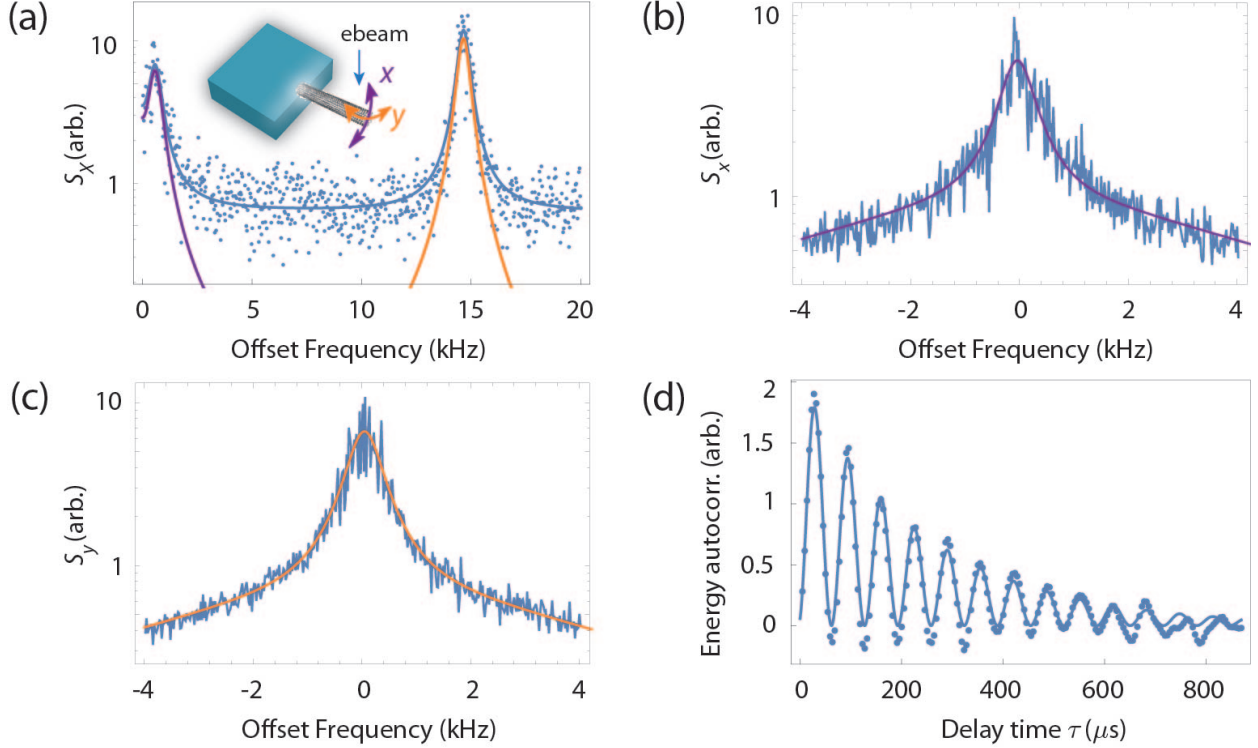 (a)
10
1
S_x (arb.)
ebeam
x
y
0 5 10 15 20
Offset Frequency (kHz)
(b)
10
1
S_x (arb.)
-4 -2 0 2 4
Offset Frequency (kHz)
(c)
10
1
S_y (arb.)
-4 -2 0 2 4
Offset Frequency (kHz)
(d)
2
1.5
1
0.5
0
Energy autocorr. (arb.)
0 200 400 600 800
Delay time τ (μs)